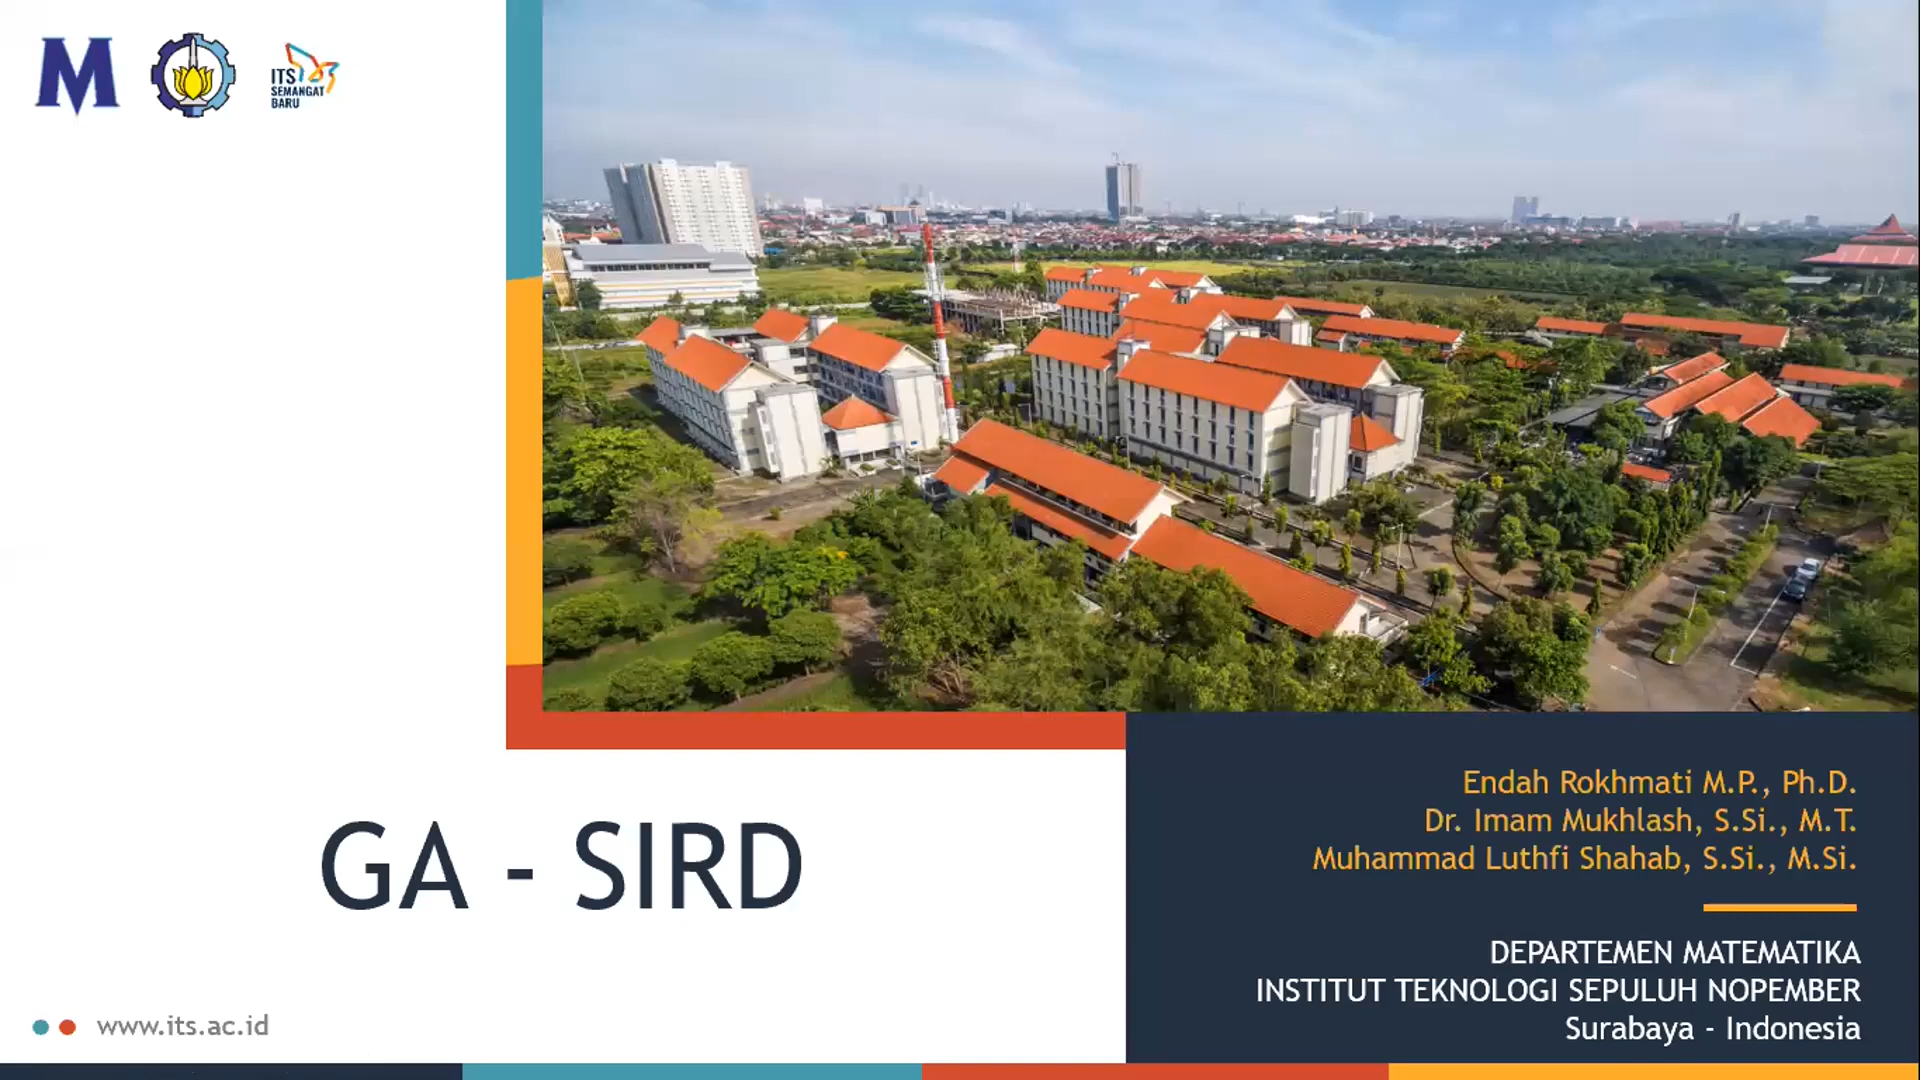 M
ITS
SEMANGAT
BARU
GA - SIRD
Endah Rokhmati M.P., Ph.D.
Dr. Imam Mukhlash, S.Si., M.T.
Muhammad Luthfi Shahab, S.Si., M.Si.
DEPARTEMEN MATEMATIKA
INSTITUT TEKNOLOGI SEPULUH NOPEMBER
Surabaya - Indonesia
www.its.ac.id